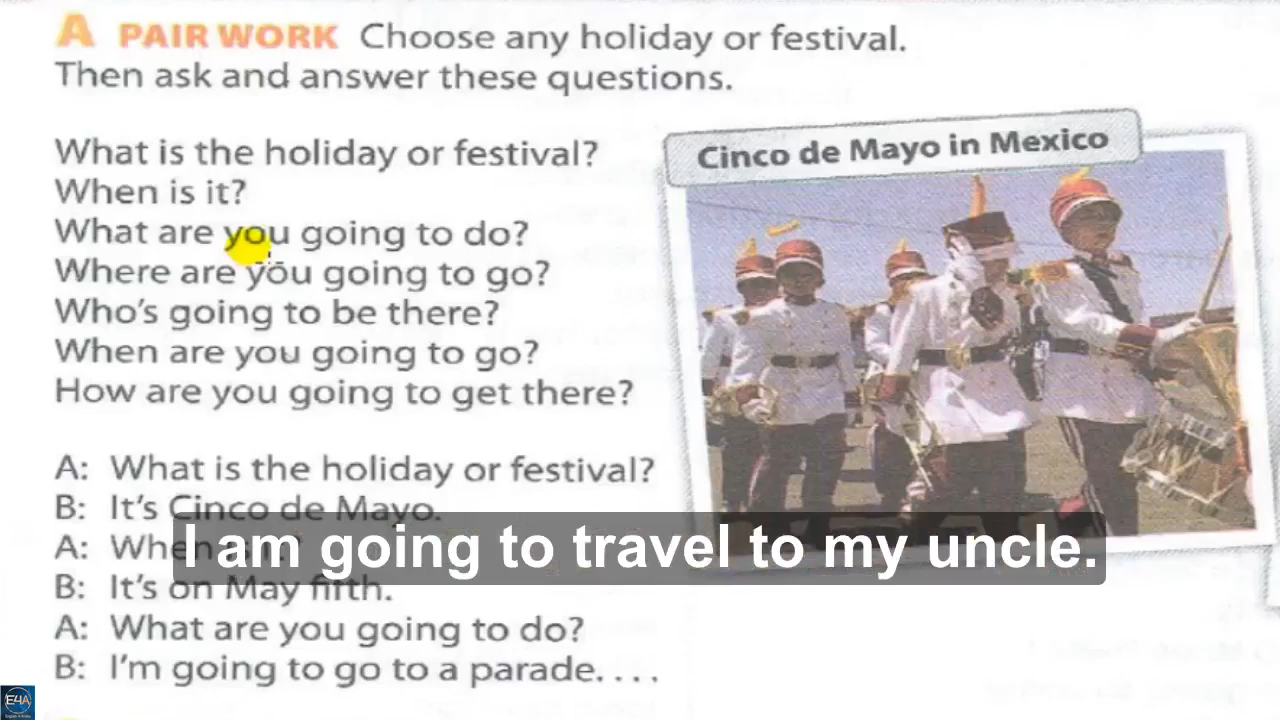 A PAIR WORK Choose any holiday or festival.
Then ask and answer these questions.
What is the holiday or festival?
When is it?
What are you going to do?
Where are you going to go?
Who's going to be there?
When are you going to go?
How are you going to get there?
Cinco de Mayo in Mexico
A: What is the holiday or festival?
B: It's Cinco de Mayo.
A: When is it?
B: It's on May fifth.
A: What are you going to do?
B: I'm going to go to a parade. . . .
I am going to travel to my uncle.
E4A